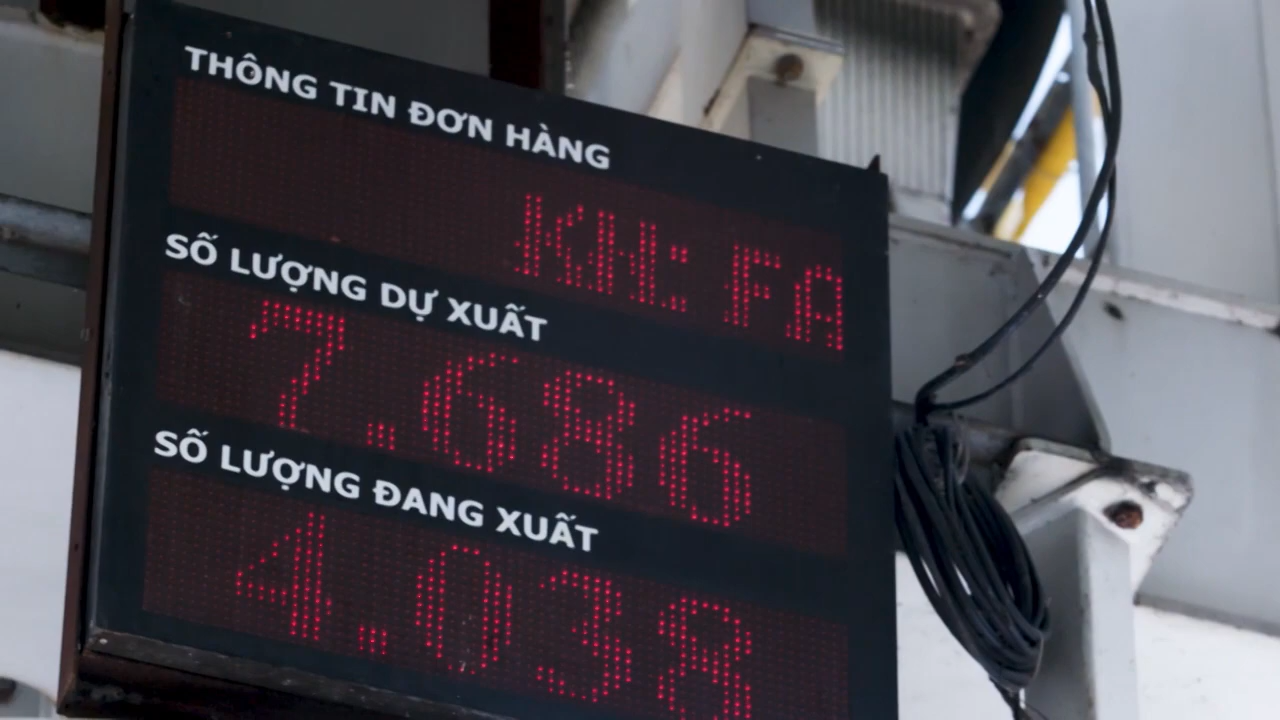 THÔNG TIN ĐƠN HÀNG
KH: FA
SỐ LƯỢNG DỰ XUẤT
7.686
SỐ LƯỢNG ĐANG XUẤT
4.038